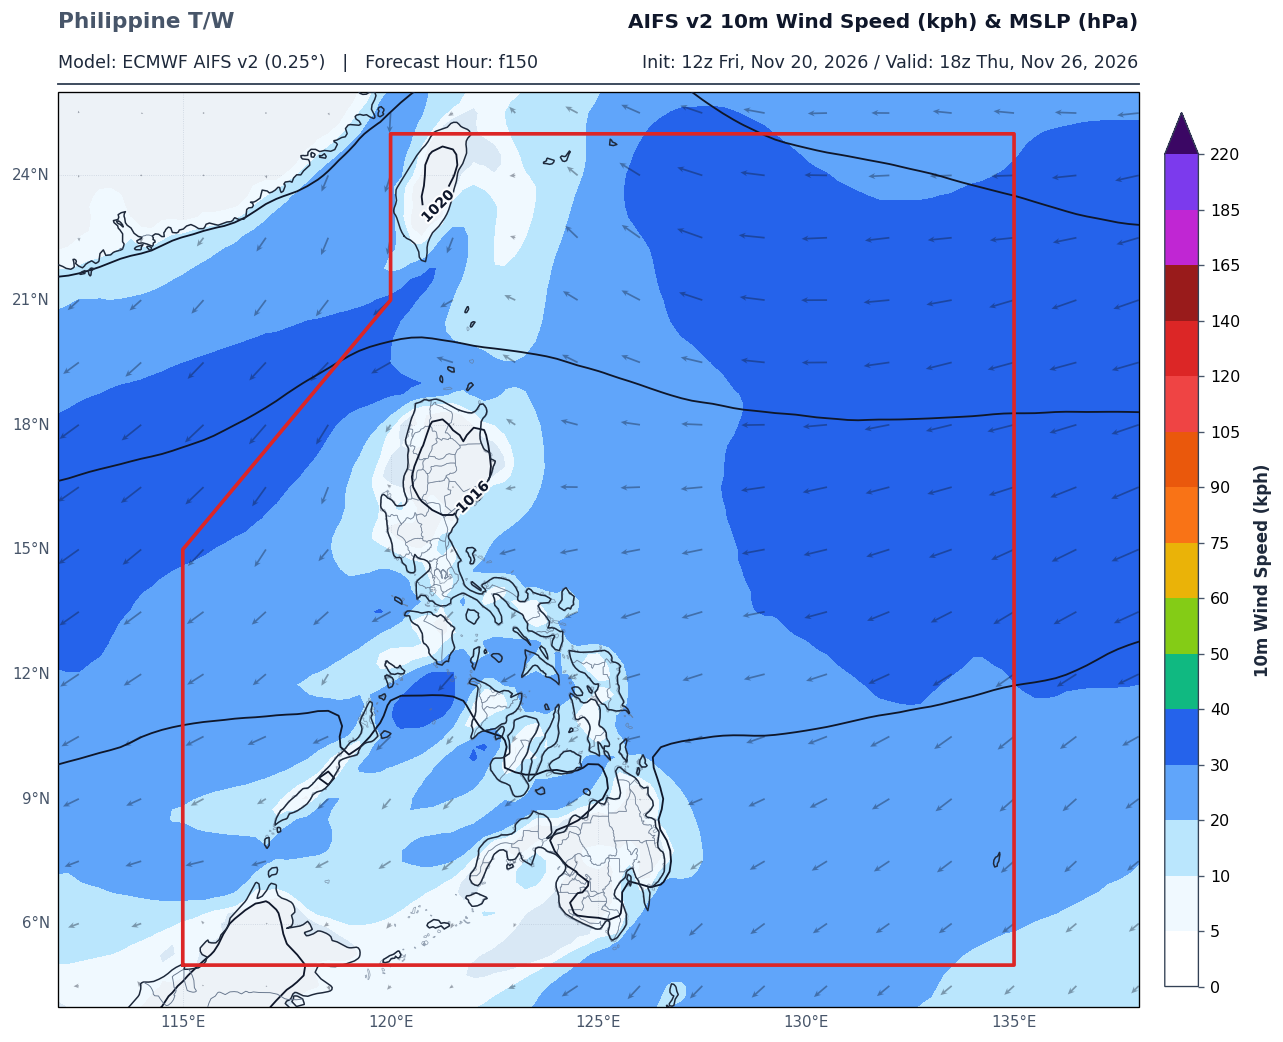 Philippine T/W
AIFS v2 10m Wind Speed (kph) & MSLP (hPa)
Model: ECMWF AIFS v2 (0.25°) | Forecast Hour: f150
Init: 12z Fri, Nov 20, 2026 / Valid: 18z Thu, Nov 26, 2026
24°N
21°N
18°N
15°N
12°N
9°N
6°N
115°E
120°E
125°E
130°E
135°E
1020
1016
220
185
165
140
120
105
90
75
60
50
40
30
20
10
5
0
10m Wind Speed (kph)